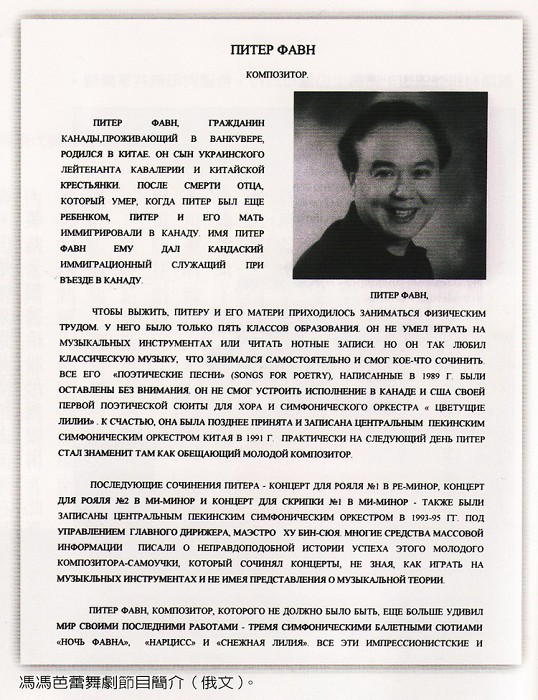 ПИТЕР ФАВН
КОМПОЗИТОР.
ПИТЕР ФАВН, ГРАЖДАНИН
КАНАДЫ,ПРОЖИВАЮЩИЙ В ВАНКУВЕРЕ,
РОДИЛСЯ В КИТАЕ. ОН СЫН УКРАИНСКОГО
ЛЕЙТЕНАНТА КАВАЛЕРИИ И КИТАЙСКОЙ
КРЕСТЬЯНКИ. ПОСЛЕ СМЕРТИ ОТЦА,
КОТОРЫЙ УМЕР, КОГДА ПИТЕР БЫЛ ЕЩЕ
РЕБЕНКОМ, ПИТЕР И ЕГО МАТЬ
ИММИГРИРОВАЛИ В КАНАДУ. ИМЯ ПИТЕР
ФАВН ЕМУ ДАЛ КАНДАСКИЙ
ИММИГРАЦИОННЫЙ СЛУЖАЩИЙ ПРИ
ВЪЕЗДЕ В КАНАДУ.
ПИТЕР ФАВН,
ЧТОБЫ ВЫЖИТЬ, ПИТЕРУ И ЕГО МАТЕРИ ПРИХОДИЛОСЬ ЗАНИМАТЬСЯ ФИЗИЧЕСКИМ
ТРУДОМ. У НЕГО БЫЛО ТОЛЬКО ПЯТЬ КЛАССОВ ОБРАЗОВАНИЯ. ОН НЕ УМЕЛ ИГРАТЬ НА
МУЗЫКАЛЬНЫХ ИНСТРУМЕНТАХ ИЛИ ЧИТАТЬ НОТНЫЕ ЗАПИСИ. НО ОН ТАК ЛЮБИЛ
КЛАССИЧЕСКУЮ МУЗЫКУ, ЧТО ЗАНИМАЛСЯ САМОСТОЯТЕЛЬНО И СМОГ КОЕ-ЧТО СОЧИНИТЬ.
ВСЕ ЕГО «ПОЭТИЧЕСКИЕ ПЕСНИ» (SONGS FOR POETRY), НАПИСАННЫЕ В 1989 Г. БЫЛИ
ОСТАВЛЕНЫ БЕЗ ВНИМАНИЯ. ОН НЕ СМОГ УСТРОИТЬ ИСПОЛНЕНИЕ В КАНАДЕ И США СВОЕЙ
ПЕРВОЙ ПОЭТИЧЕСКОЙ СЮИТЫ ДЛЯ ХОРА И СИМФОНИЧЕСКОГО ОРКЕСТРА « ЦВЕТУЩИЕ
ЛИЛИИ» . К СЧАСТЬЮ, ОНА БЫЛА ПОЗДНЕЕ ПРИНЯТА И ЗАПИСАНА ЦЕНТРАЛЬНЫМ ПЕКИНСКИМ
СИМФОНИЧЕСКИМ ОРКЕСТРОМ КИТАЯ В 1991 Г. ПРАКТИЧЕСКИ НА СЛЕДУЮЩИЙ ДЕНЬ ПИТЕР
СТАЛ ЗНАМЕНИТ ТАМ КАК ОБЕЩАЮЩИЙ МОЛОДОЙ КОМПОЗИТОР.
ПОСЛЕДУЮЩИЕ СОЧИНЕНИЯ ПИТЕРА - КОНЦЕРТ ДЛЯ РОЯЛЯ №1 В РЕ-МИНОР, КОНЦЕРТ
ДЛЯ РОЯЛЯ №2 В МИ-МИНОР И КОНЦЕРТ ДЛЯ СКРИПКИ №1 В МИ-МИНОР - ТАКЖЕ БЫЛИ
ЗАПИСАНЫ ЦЕНТРАЛЬНЫМ ПЕКИНСКИМ СИМФОНИЧЕСКИМ ОРКЕСТРОМ В 1993-95 ГГ. ПОД
УПРАВЛЕНИЕМ ГЛАВНОГО ДИРИЖЕРА, МАЭСТРО ХУ БИН-СЮЯ. МНОГИЕ СРЕДСТВА МАССОВОЙ
ИНФОРМАЦИИ ПИСАЛИ О НЕПРАВДОПОДОБНОЙ ИСТОРИИ УСПЕХА ЭТОГО МОЛОДОГО
КОМПОЗИТОРА-САМОУЧКИ, КОТОРЫЙ СОЧИНЯЛ КОНЦЕРТЫ, НЕ ЗНАЯ, КАК ИГРАТЬ НА
МУЗЫКЛЬНЫХ ИНСТРУМЕНТАХ И НЕ ИМЕЯ ПРЕДСТАВЛЕНИЯ О МУЗЫКАЛЬНОЙ ТЕОРИИ.
ПИТЕР ФАВН, КОМПОЗИТОР, КОТОРОГО НЕ ДОЛЖНО БЫЛО БЫТЬ, ЕЩЕ БОЛЬШЕ УДИВИЛ
МИР СВОИМИ ПОСЛЕДНИМИ РАБОТАМИ - ТРЕМЯ СИМФОНИЧЕСКИМИ БАЛЕТНЫМИ СЮТИАМИ
«НОЧЬ ФАВНА», «НАРЦИСС» И «СНЕЖНАЯ ЛИЛИЯ». ВСЕ ЭТИ ИМПРЕССИОНИСТСКИЕ И
馮馮芭蕾舞劇節目簡介（俄文）。